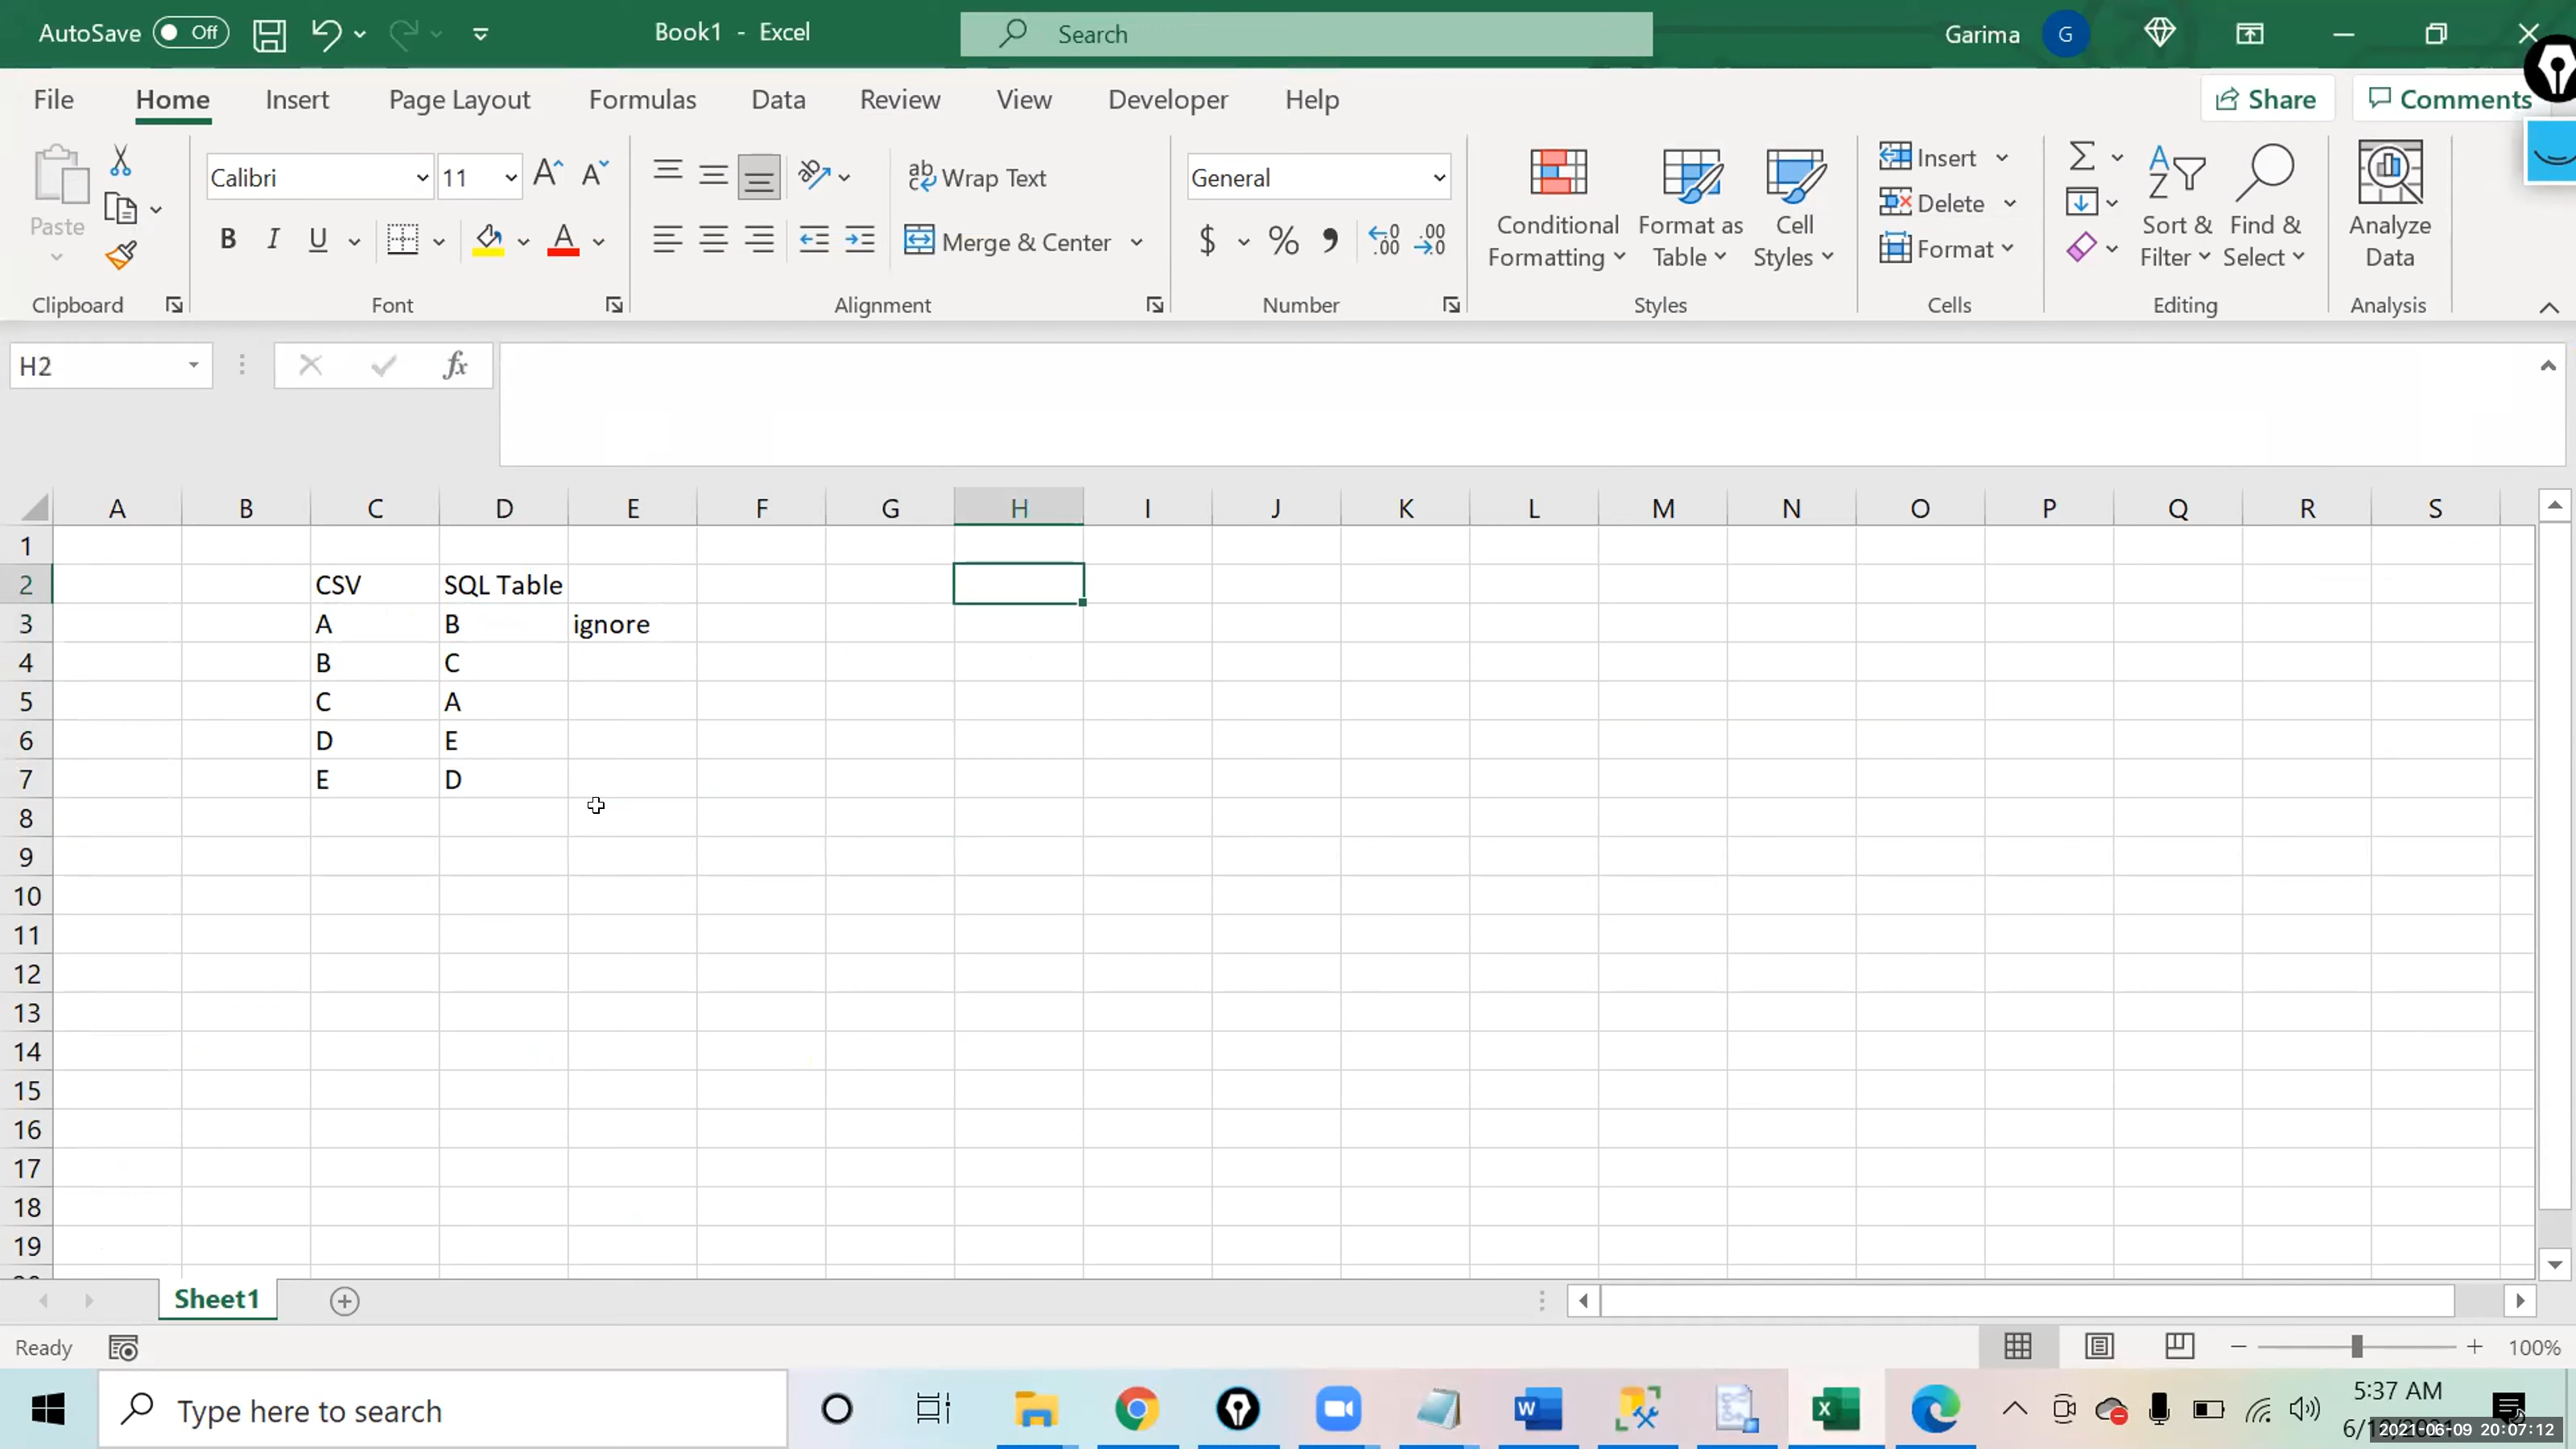 AutoSave Off Book1 - Excel Search Garima G
File Home Insert Page Layout Formulas Data Review View Developer Help Share Comments
Paste Calibri 11 Wrap Text General Conditional Formatting Format as Table Cell Styles Insert Sort & Filter Find & Select Analyze Data
B I U Merge & Center $ % Delete
Format
Clipboard Font Alignment Number Styles Cells Editing Analysis
H2 fx
A B C D E F G H I J K L M N O P Q R S
1
2 CSV SQL Table
3 A B ignore
4 B C
5 C A
6 D E
7 E D
8
9
10
11
12
13
14
15
16
17
18
19
Sheet1
Ready 100%
Type here to search 5:37 AM
2021-06-09 20:07:12